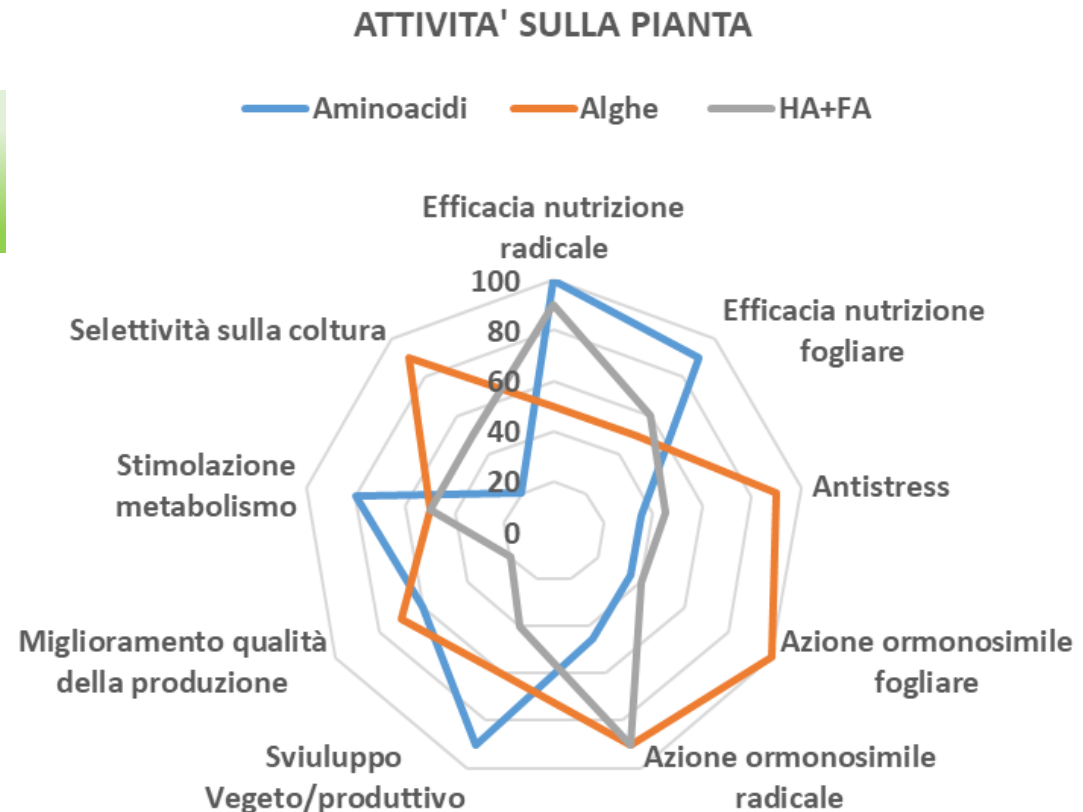 ATTIVITA' SULLA PIANTA
Aminoacidi
Alghe
HA+FA
Efficacia nutrizione
radicale
Efficacia nutrizione
fogliare
Antistress
Azione ormonosimile
fogliare
Azione ormonosimile
radicale
Sviuluppo
Vegeto/produttivo
Miglioramento qualità
della produzione
Stimolazione
metabolismo
Selettività sulla coltura
100
80
60
40
20
0